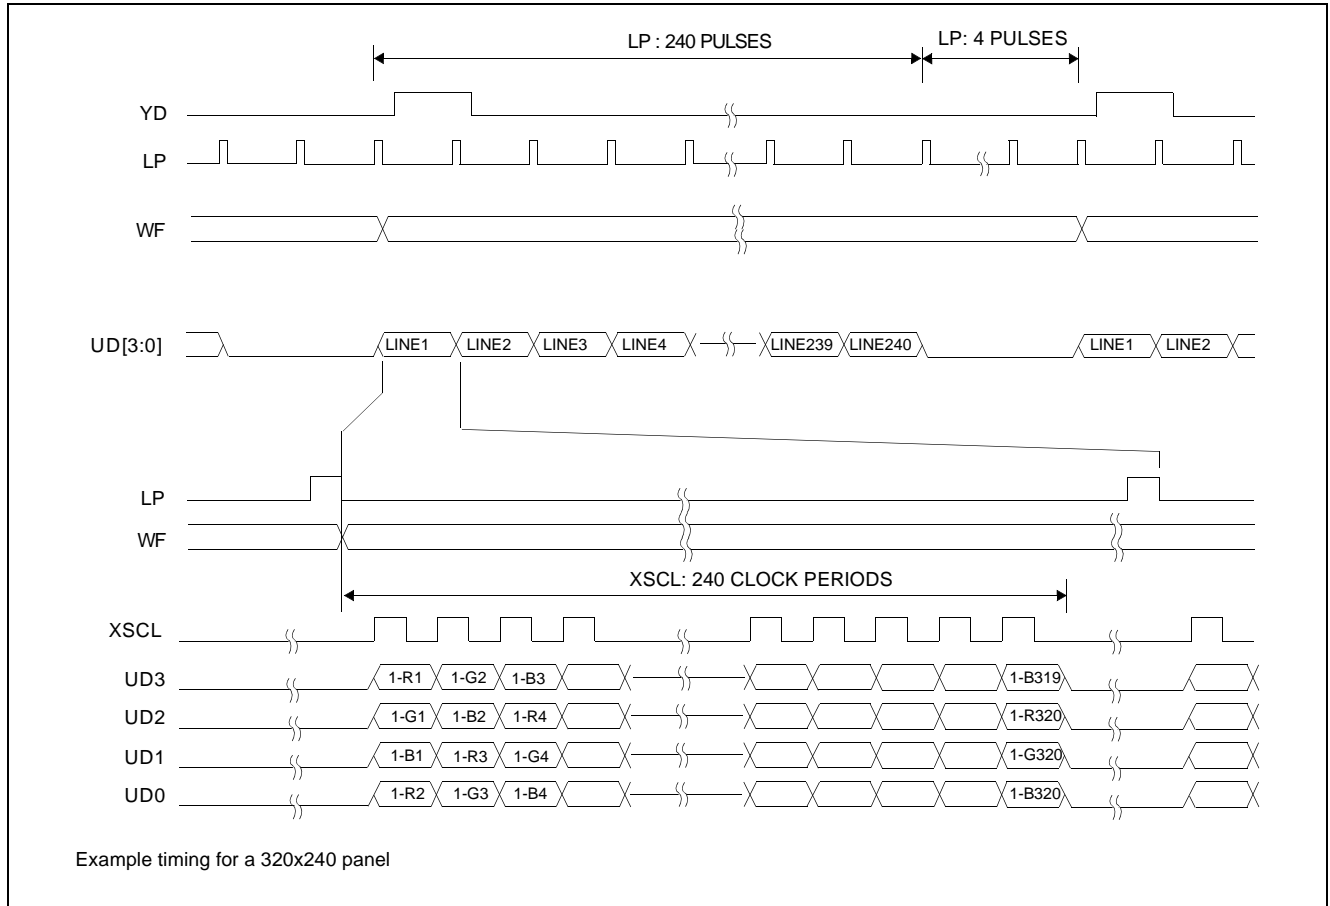 LP : 240 PULSES LP: 4 PULSES
YD
LP
WF
UD[3:0] LINE1 LINE2 LINE3 LINE4 LINE239 LINE240 LINE1 LINE2
LP
WF
XSCL: 240 CLOCK PERIODS
XSCL
UD3 1-R1 1-G2 1-B3 1-B319
UD2 1-G1 1-B2 1-R4 1-R320
UD1 1-B1 1-R3 1-G4 1-G320
UD0 1-R2 1-G3 1-B4 1-B320
Example timing for a 320x240 panel